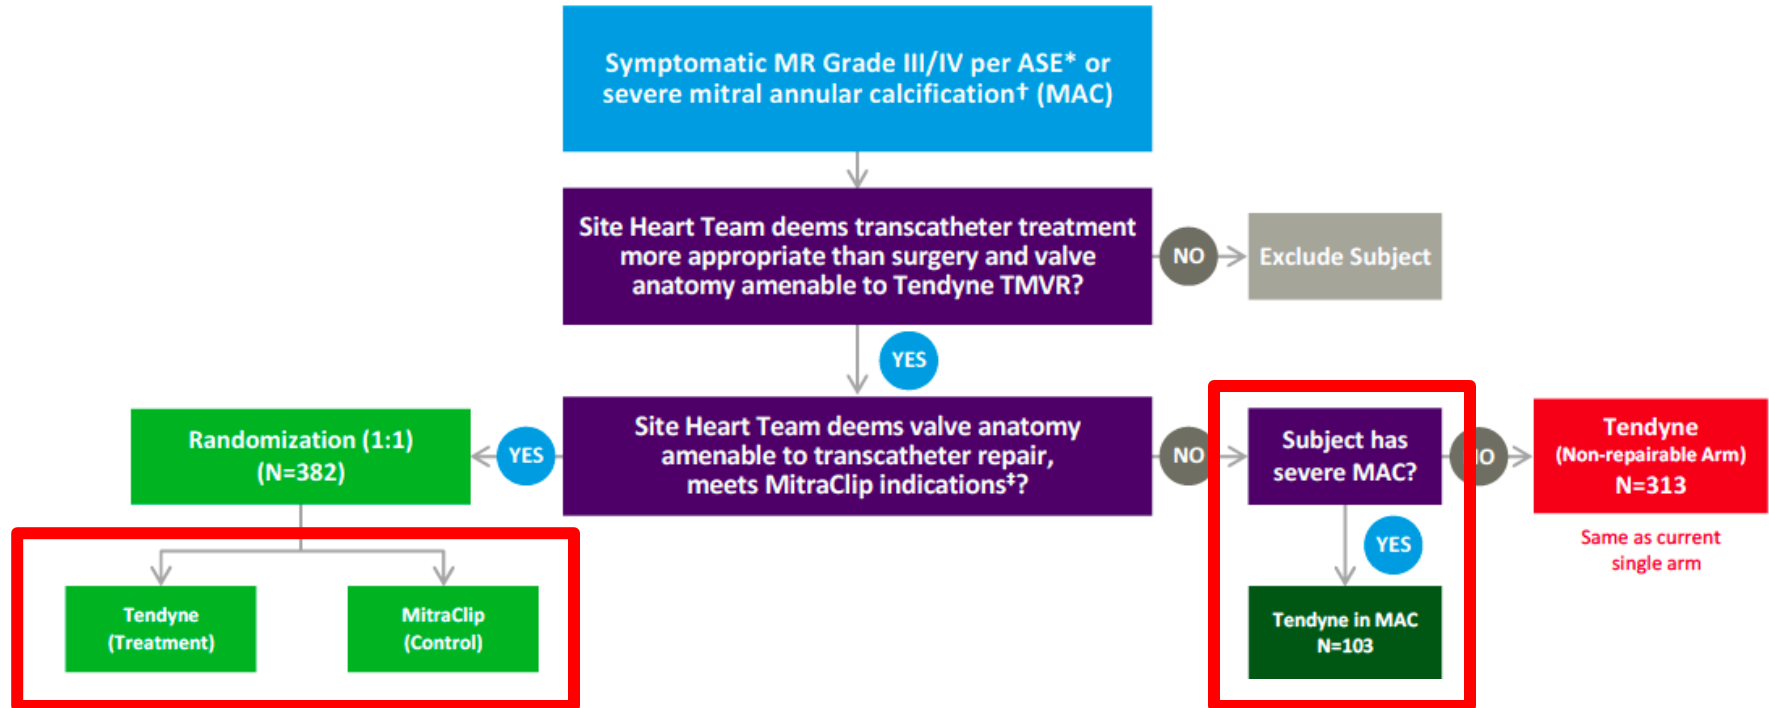 Symptomatic MR Grade III/IV per ASE* or
severe mitral annular calcification† (MAC)
Site Heart Team deems transcatheter treatment
more appropriate than surgery and valve
anatomy amenable to Tendyne TMVR?
NO
Exclude Subject
YES
Site Heart Team deems valve anatomy
amenable to transcatheter repair,
meets MitraClip indications‡?
YES
Randomization (1:1)
(N=382)
Tendyne
(Treatment)
MitraClip
(Control)
NO
Subject has
severe MAC?
NO
Tendyne
(Non-repairable Arm)
N=313
Same as current
single arm
YES
Tendyne in MAC
N=103